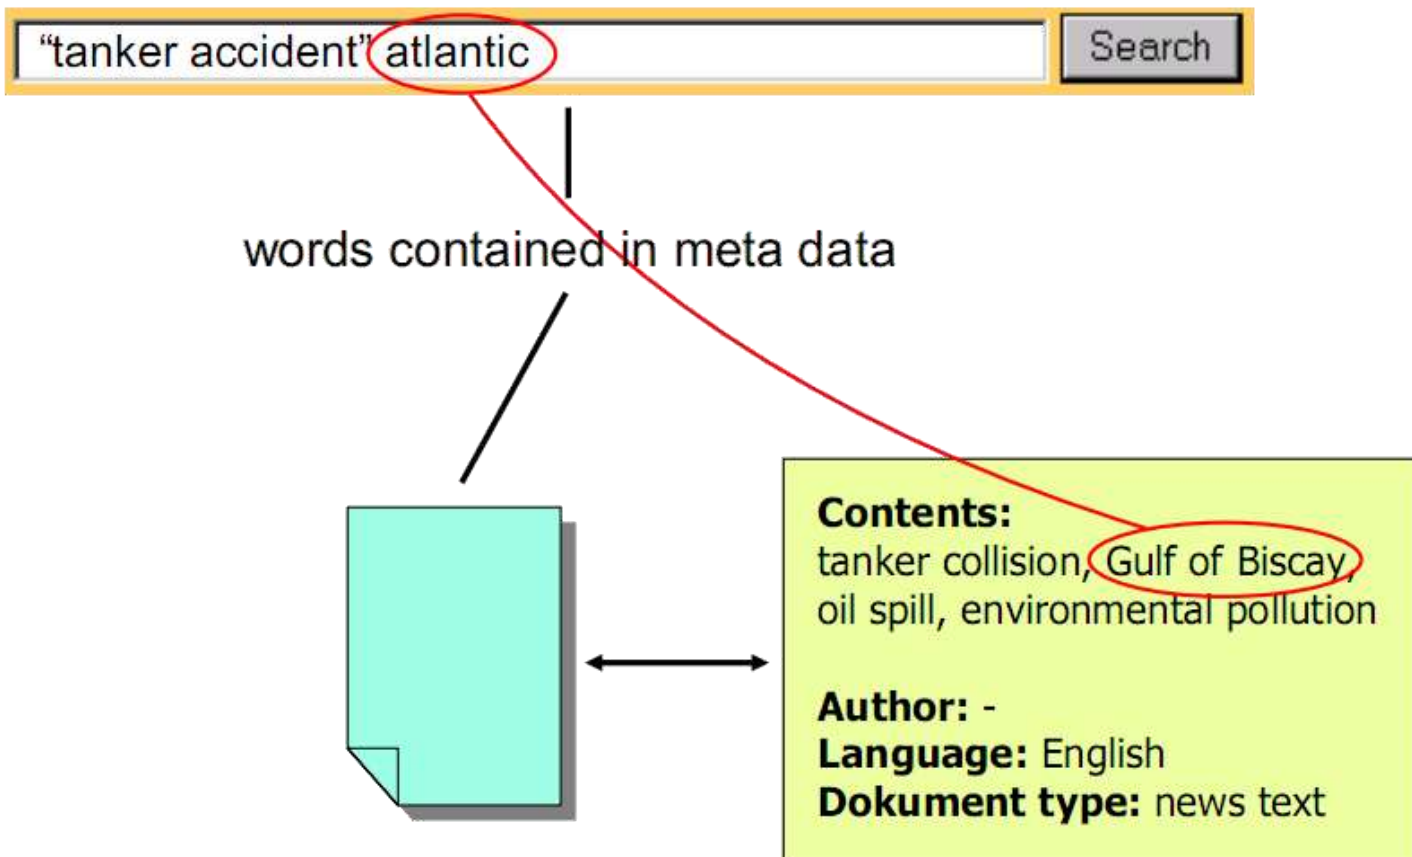 “tanker accident” atlantic
Search
words contained in meta data
Contents:
tanker collision, Gulf of Biscay,
oil spill, environmental pollution
Author: -
Language: English
Dokument type: news text